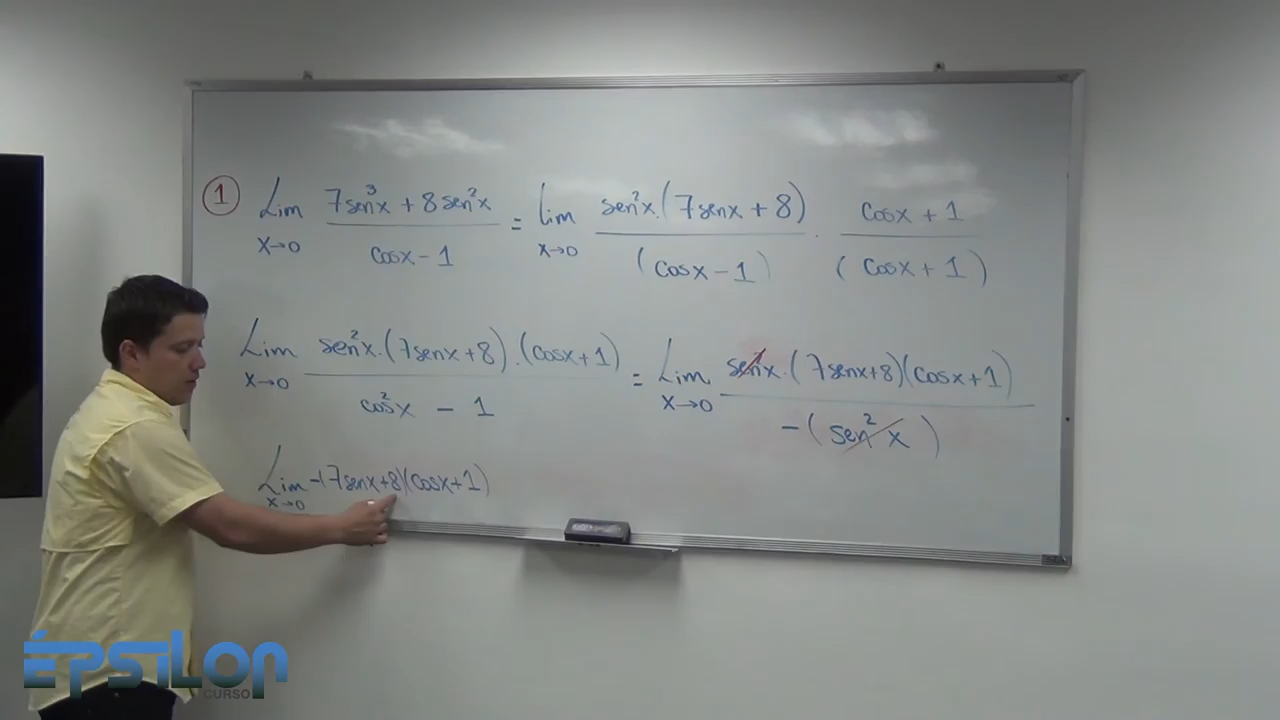 1 Lim x→0 7sen³x + 8sen²x / cosx - 1 = Lim x→0 sen²x.(7senx + 8) / (cosx - 1) . cosx + 1 / (cosx + 1)
Lim x→0 sen²x.(7senx+8).(cosx+1) / cos²x - 1 = Lim x→0 senx.(7senx+8)(cosx+1) / -(sen²x)
Lim x→0 -(7senx+8)(cosx+1)
ÉPSILON
CURSO